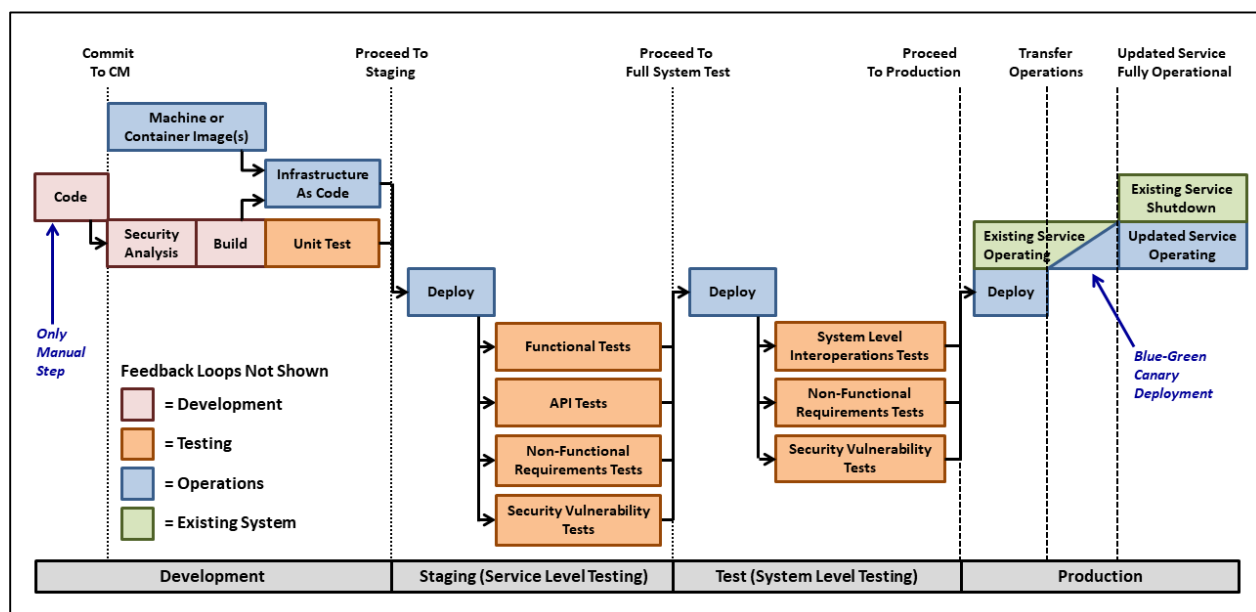 Commit
To CM
Proceed To
Staging
Proceed To
Full System Test
Proceed
To Production
Transfer
Operations
Updated Service
Fully Operational
Machine or
Container Image(s)
Infrastructure
As Code
Code
Security
Analysis
Build
Unit Test
Existing Service
Shutdown
Existing Service
Operating
Updated Service
Operating
Deploy
Deploy
Deploy
Only
Manual
Step
Functional Tests
API Tests
Non-Functional
Requirements Tests
Security Vulnerability
Tests
System Level
Interoperations Tests
Non-Functional
Requirements Tests
Security Vulnerability
Tests
Blue-Green
Canary
Deployment
Feedback Loops Not Shown
= Development
= Testing
= Operations
= Existing System
Development
Staging (Service Level Testing)
Test (System Level Testing)
Production